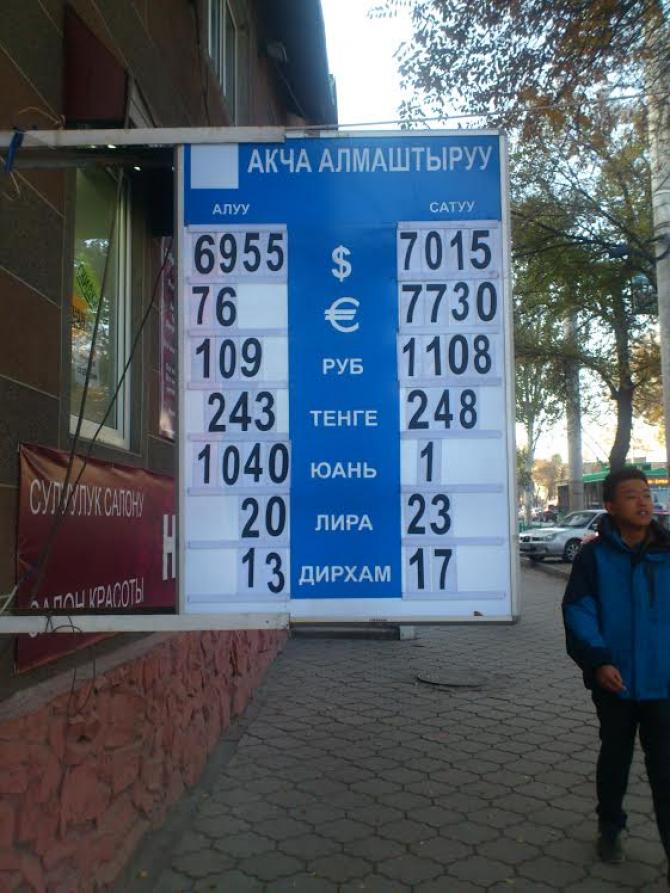 АКЧА АЛМАШТЫРУУ
АЛУУ САТУУ
6955 $ 7015
76 € 7730
109 РУБ 1108
243 ТЕНГЕ 248
1040 ЮАНЬ 1
20 ЛИРА 23
13 ДИРХАМ 17
СУЛУУЛУК САЛОНУ
САЛОН КРАСОТЫ